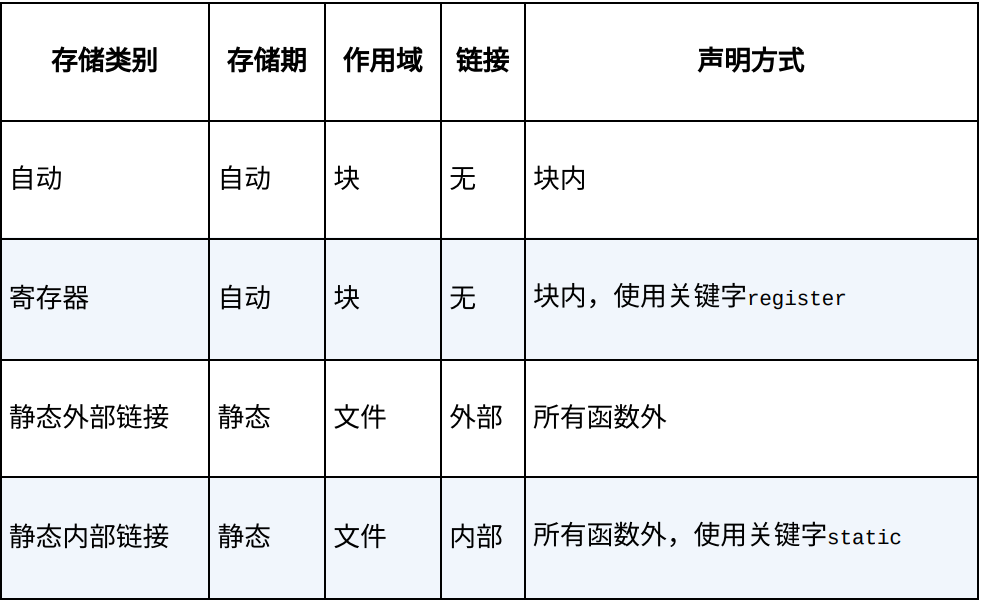 存储类别 存储期 作用域 链接 声明方式
自动 自动 块 无 块内
寄存器 自动 块 无 块内，使用关键字register
静态外部链接 静态 文件 外部 所有函数外
静态内部链接 静态 文件 内部 所有函数外，使用关键字static